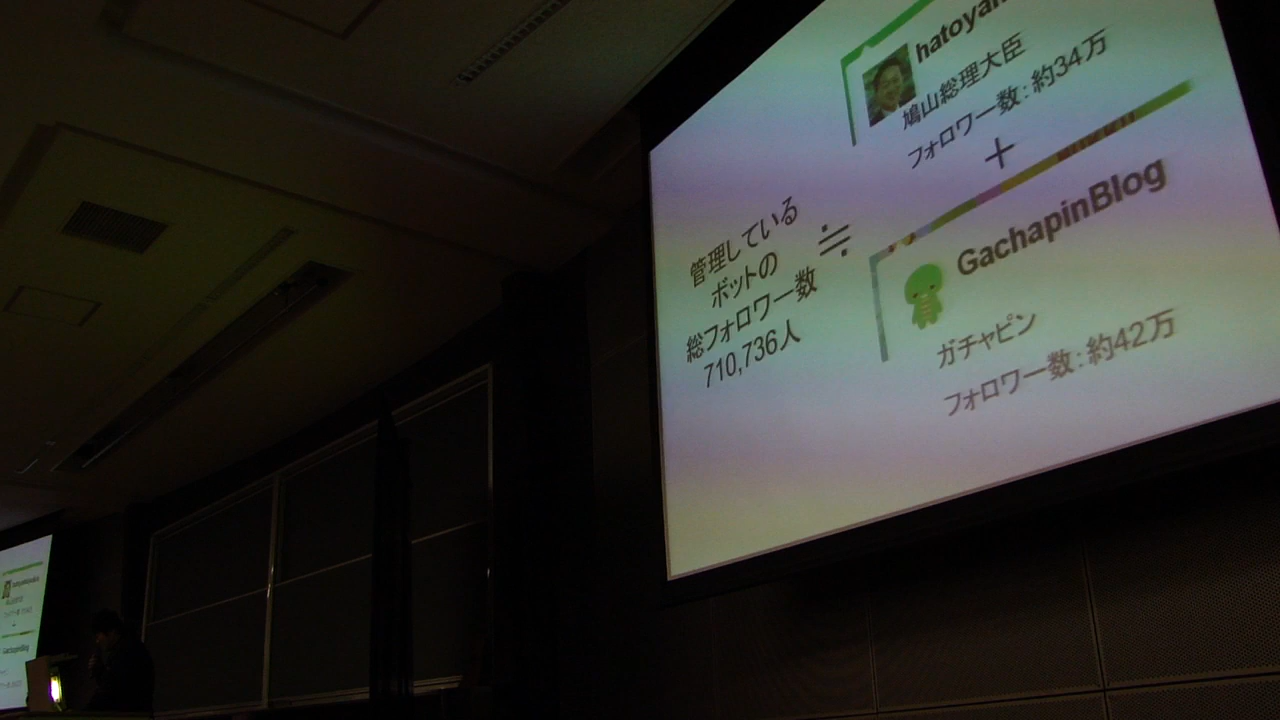 管理している
ボットの
総フォロワー数
710,736人
≒
hatoyam
鳩山総理大臣
フォロワー数：約34万
＋
GachapinBlog
ガチャピン
フォロワー数：約42万